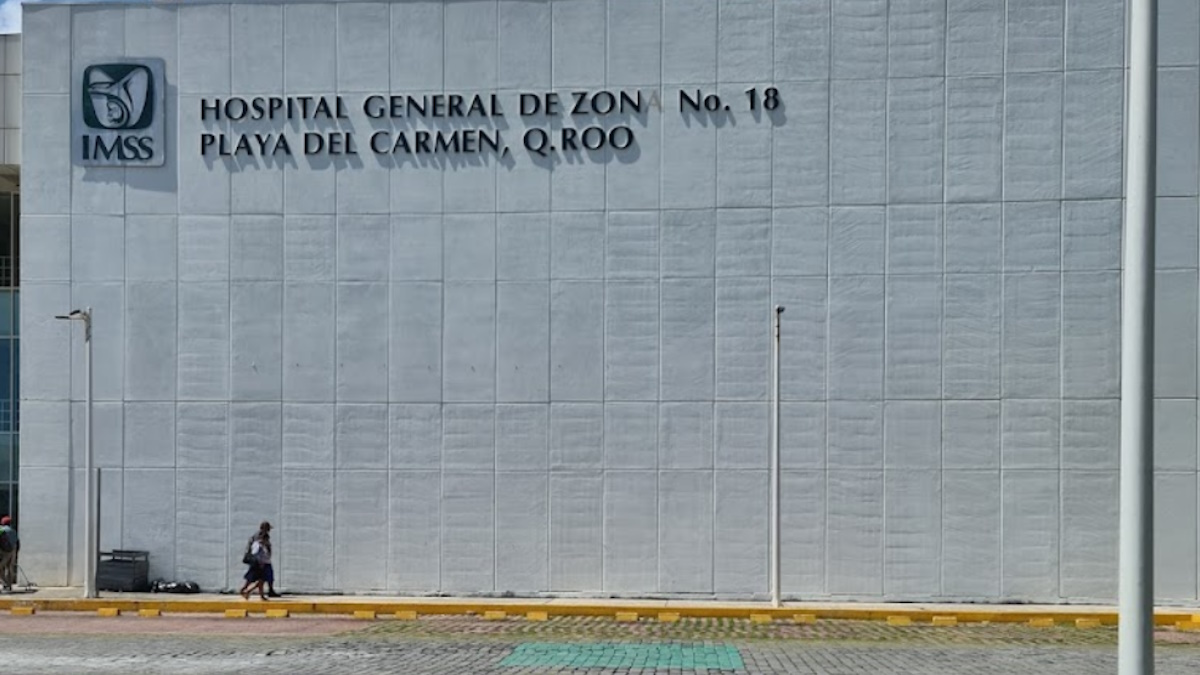 HOSPITAL GENERAL DE ZONA No. 18
PLAYA DEL CARMEN, Q.ROO
IMSS